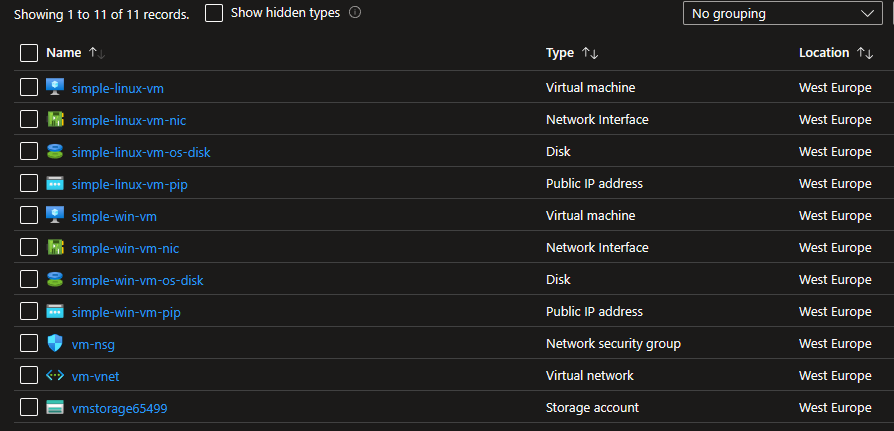 Showing 1 to 11 of 11 records. Show hidden types No grouping
Name Type Location
simple-linux-vm Virtual machine West Europe
simple-linux-vm-nic Network Interface West Europe
simple-linux-vm-os-disk Disk West Europe
simple-linux-vm-pip Public IP address West Europe
simple-win-vm Virtual machine West Europe
simple-win-vm-nic Network Interface West Europe
simple-win-vm-os-disk Disk West Europe
simple-win-vm-pip Public IP address West Europe
vm-nsg Network security group West Europe
vm-vnet Virtual network West Europe
vmstorage65499 Storage account West Europe